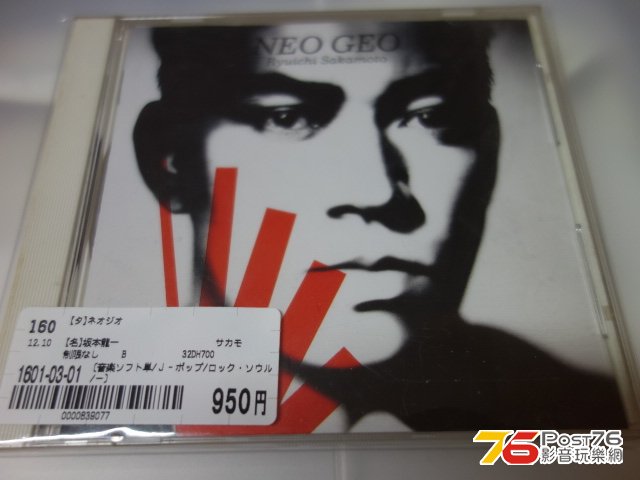 NEO GEO
Ryuichi Sakamoto
160 【タ】ネオジオ
12.10 【名】坂本龍一 サカモ
制限なし B 32DH700
1601-03-01 〔音楽ソフト単/J-ポップ/ロック・ソウル/ー〕
0000839077
950円
76 POST76
影音玩樂網